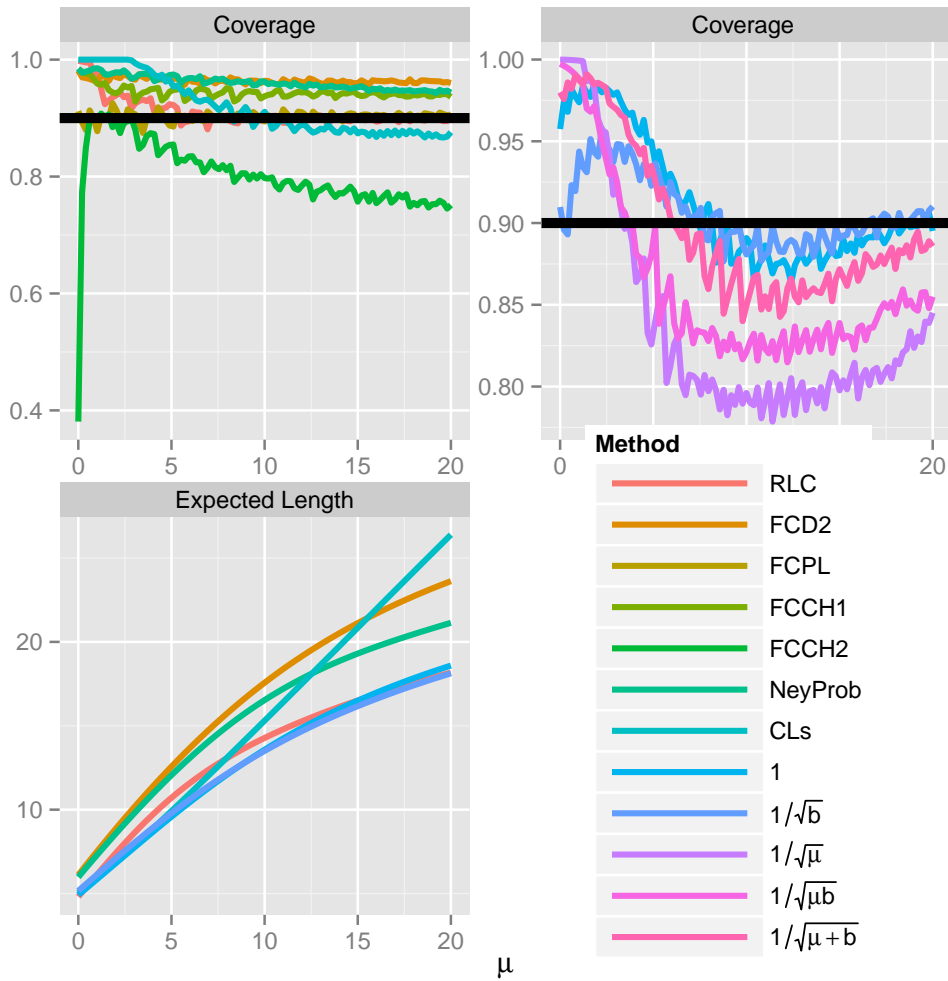 Coverage
1.0
0.8
0.6
0.4
0 5 10 15 20
Coverage
1.00
0.95
0.90
0.85
0.80
0 20
Expected Length
20
10
0 5 10 15 20
μ
Method
RLC
FCD2
FCPL
FCCH1
FCCH2
NeyProb
CLs
1
1/√b
1/√μ
1/√μb
1/√μ + b